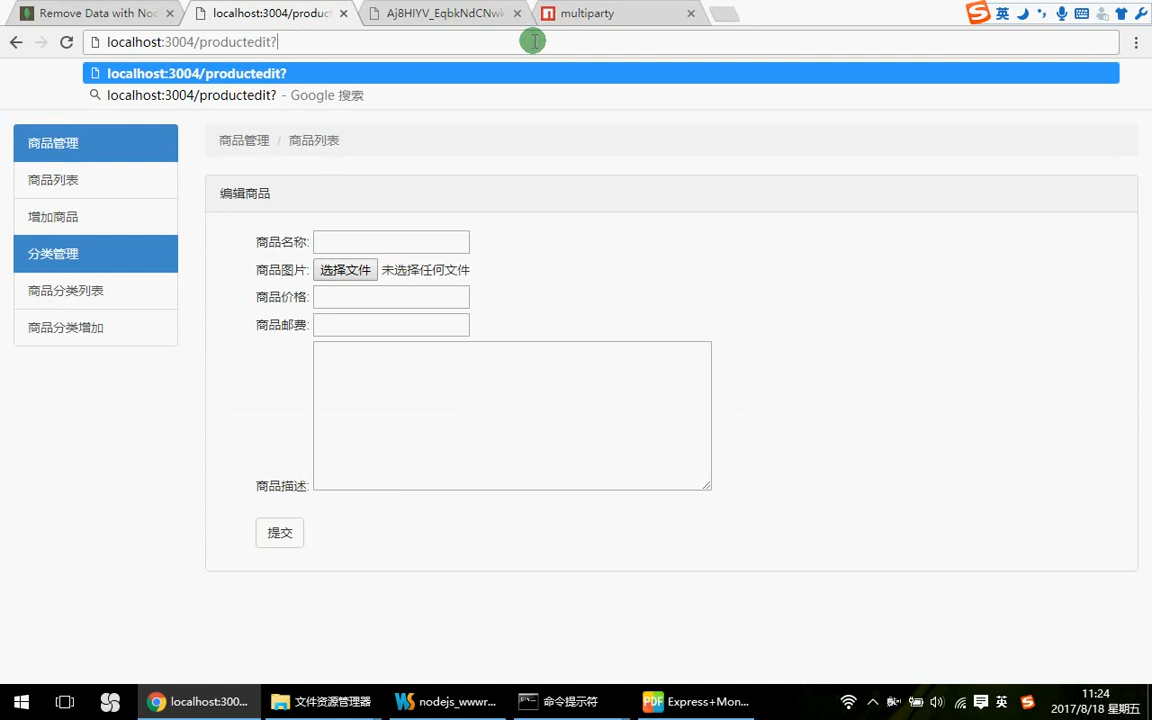 Remove Data with Nod
localhost:3004/produc
Aj8HIYV_EqbkNdCNwk
multiparty
英
localhost:3004/productedit?
localhost:3004/productedit?
localhost:3004/productedit? - Google 搜索
商品管理
商品列表
增加商品
分类管理
商品分类列表
商品分类增加
商品管理 / 商品列表
编辑商品
商品名称:
商品图片: 选择文件 未选择任何文件
商品价格:
商品邮费:
商品描述:
提交
localhost:300...
文件资源管理器
WS nodejs_wwwr...
命令提示符
PDF Express+Mon...
英
11:24
2017/8/18 星期五